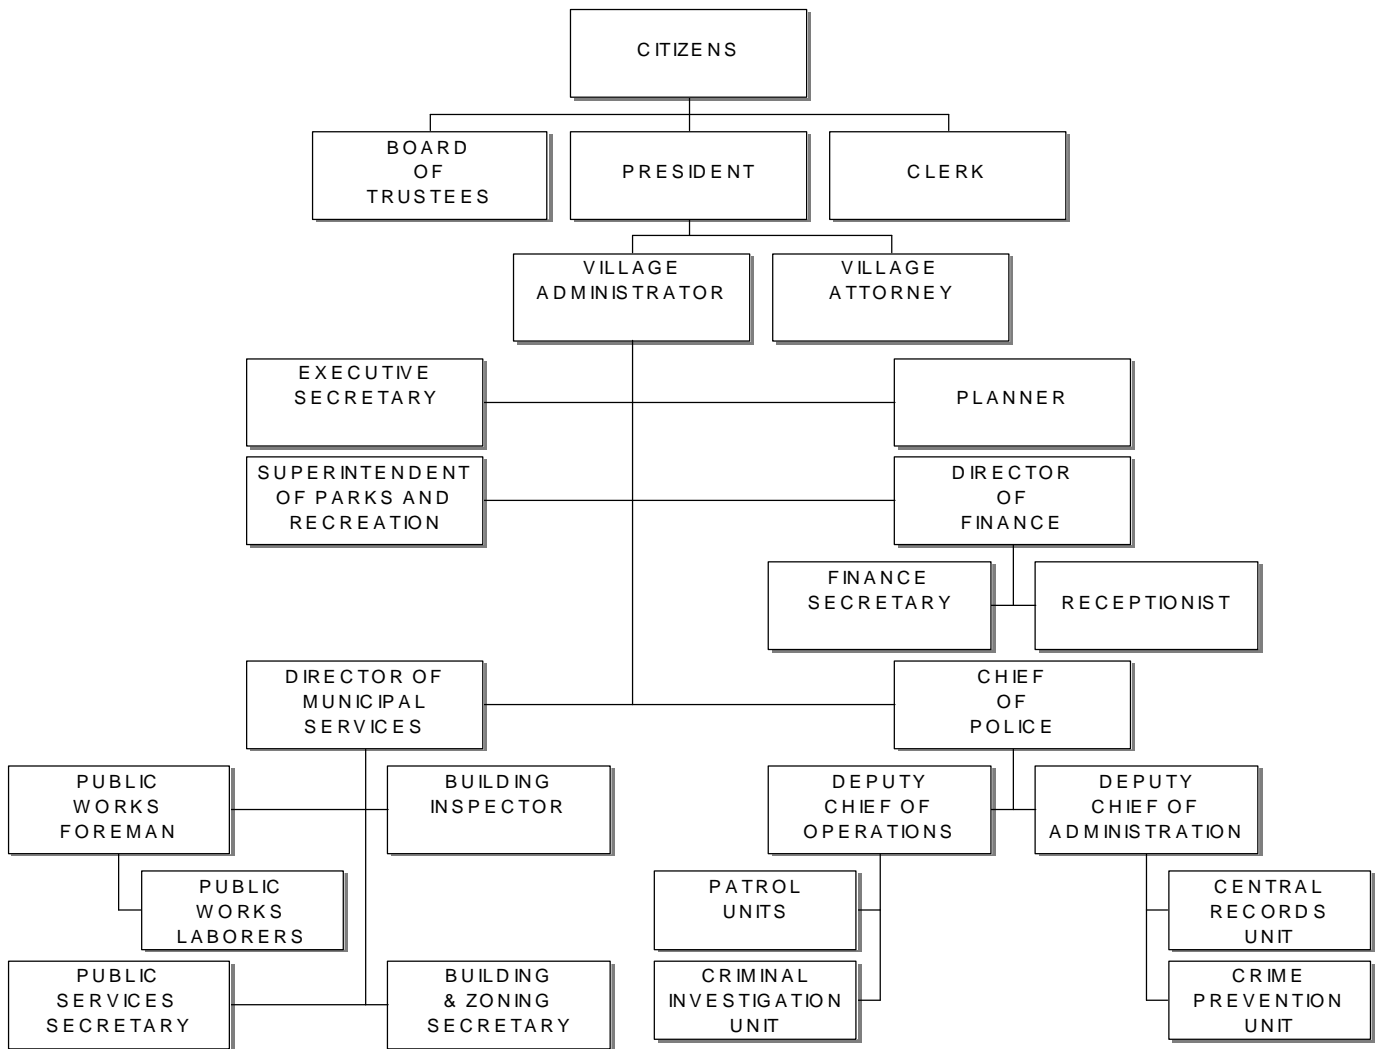 CITIZENS
BOARD
OF
TRUSTEES
PRESIDENT
CLERK
VILLAGE
ADMINISTRATOR
VILLAGE
ATTORNEY
EXECUTIVE
SECRETARY
PLANNER
SUPERINTENDENT
OF PARKS AND
RECREATION
DIRECTOR
OF
FINANCE
FINANCE
SECRETARY
RECEPTIONIST
DIRECTOR OF
MUNICIPAL
SERVICES
CHIEF
OF
POLICE
PUBLIC
WORKS
FOREMAN
BUILDING
INSPECTOR
DEPUTY
CHIEF OF
OPERATIONS
DEPUTY
CHIEF OF
ADMINISTRATION
PUBLIC
WORKS
LABORERS
PATROL
UNITS
CENTRAL
RECORDS
UNIT
PUBLIC
SERVICES
SECRETARY
BUILDING
& ZONING
SECRETARY
CRIMINAL
INVESTIGATION
UNIT
CRIME
PREVENTION
UNIT